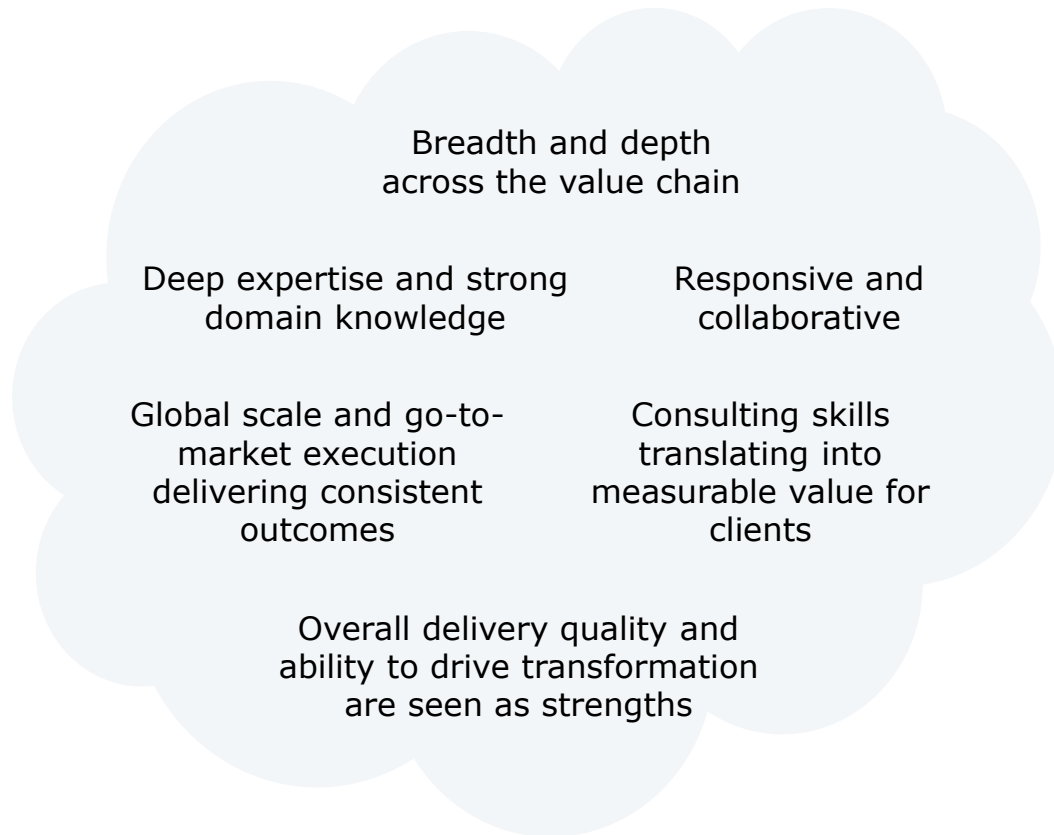 Breadth and depth
across the value chain
Deep expertise and strong
domain knowledge
Responsive and
collaborative
Global scale and go-to-
market execution
delivering consistent
outcomes
Consulting skills
translating into
measurable value for
clients
Overall delivery quality and
ability to drive transformation
are seen as strengths